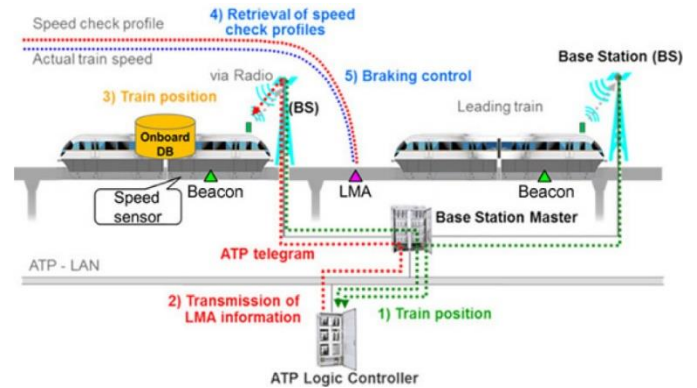 Speed check profile
Actual train speed
4) Retrieval of speed
check profiles
via Radio
(BS)
5) Braking control
Base Station (BS)
3) Train position
Leading train
Onboard
DB
Speed
sensor
Beacon
LMA
Beacon
Base Station Master
ATP telegram
ATP - LAN
2) Transmission of
LMA information
1) Train position
ATP Logic Controller